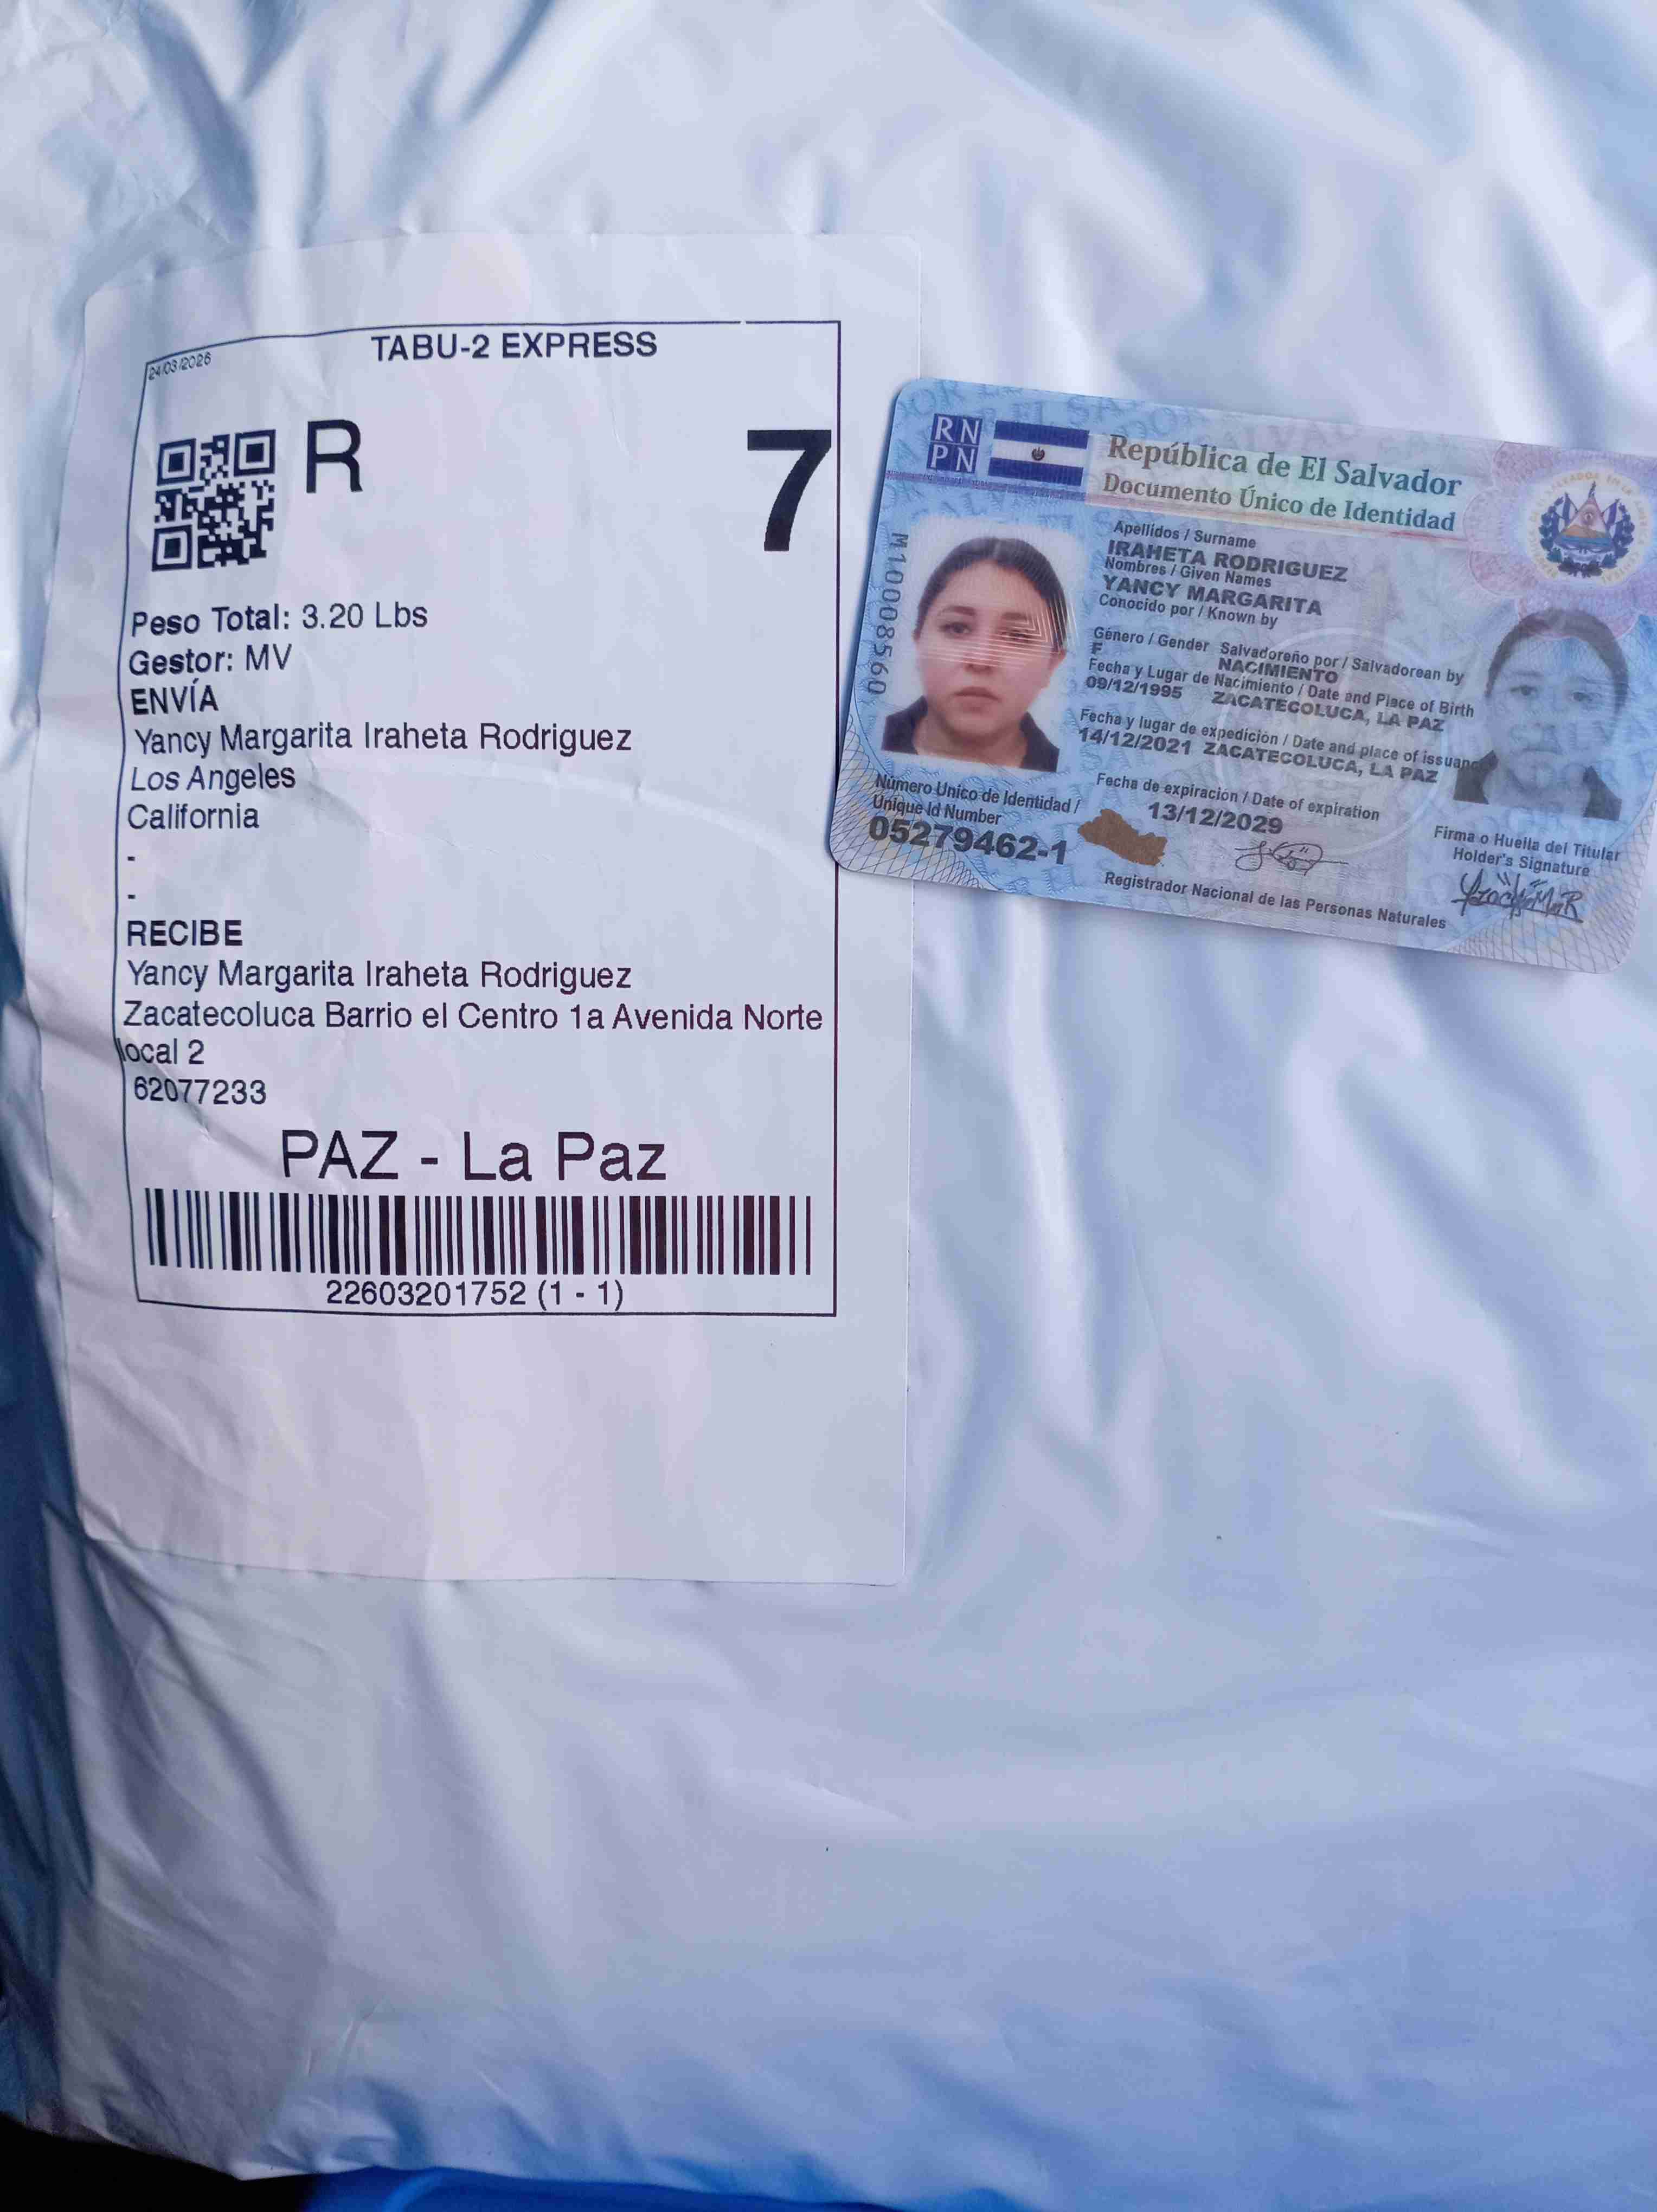 24/03/2026
TABU-2 EXPRESS
R
7
Peso Total: 3.20 Lbs
Gestor: MV
ENVÍA
Yancy Margarita Iraheta Rodriguez
Los Angeles
California
-
-
RECIBE
Yancy Margarita Iraheta Rodriguez
Zacatecoluca Barrio el Centro 1a Avenida Norte
local 2
62077233
PAZ - La Paz
22603201752 (1 - 1)
RN
PN
República de El Salvador
Documento Único de Identidad
M10008560
Apellidos / Surname
IRAHETA RODRIGUEZ
Nombres / Given Names
YANCY MARGARITA
Conocido por / Known by
Género / Gender Salvadoreño por / Salvadorean by
F NACIMIENTO
Fecha y Lugar de Nacimiento / Date and Place of Birth
09/12/1995 ZACATECOLUCA, LA PAZ
Fecha y lugar de expedición / Date and place of issuance
14/12/2021 ZACATECOLUCA, LA PAZ
Número Unico de Identidad /
Unique Id Number
05279462-1
Fecha de expiración / Date of expiration
13/12/2029
Firma o Huella del Titular
Holder's Signature
Registrador Nacional de las Personas Naturales